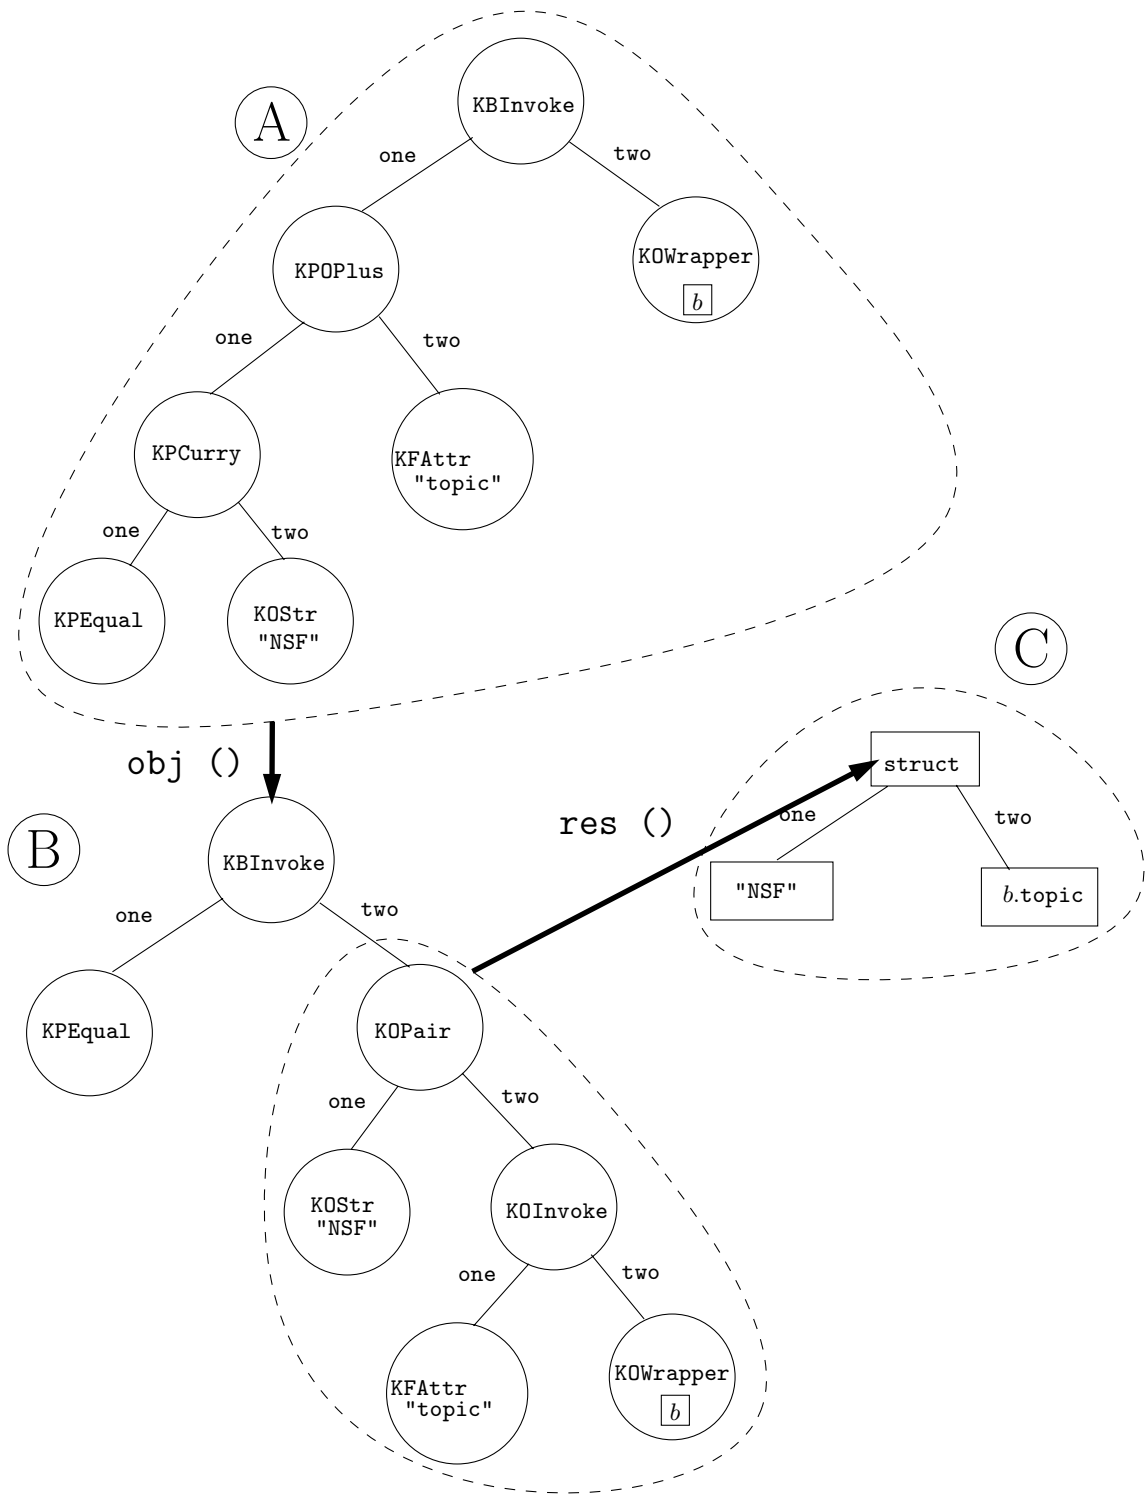 KBInvoke
A
one
two
KOWrapper
b
KPOPlus
one
two
KPCurry
KFAttr
"topic"
one
two
KPEqual
KOStr
"NSF"
C
obj ()
struct
res ()
one
two
B
KBInvoke
"NSF"
b.topic
one
two
KPEqual
KOPair
one
two
KOStr
"NSF"
KOInvoke
one
two
KFAttr
"topic"
KOWrapper
b